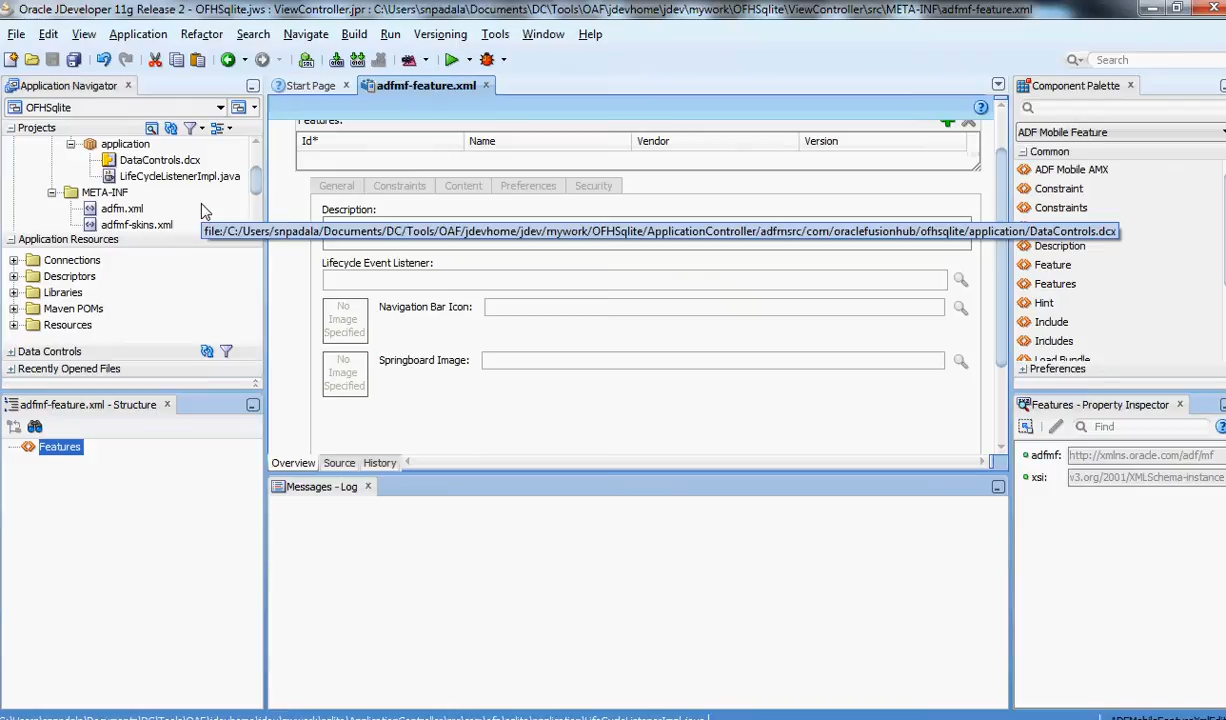 Oracle JDeveloper 11g Release 2 - OFHSqlite.jws : ViewController.jpr : C:\Users\snpadala\Documents\DC\Tools\OAF\jdevhome\jdev\mywork\OFHSqlite\ViewController\src\META-INF\adfmf-feature.xml
File Edit View Application Refactor Search Navigate Build Run Versioning Tools Window Help
Search
Application Navigator
Start Page
adfmf-feature.xml
Component Palette
OFHSqlite
Projects
Features:
Id* Name Vendor Version
ADF Mobile Feature
Common
application
DataControls.dcx
LifeCycleListenerImpl.java
META-INF
adfm.xml
adfmf-skins.xml
General Constraints Content Preferences Security
Description:
ADF Mobile AMX
Constraint
Constraints
file:/C:/Users/snpadala/Documents/DC/Tools/OAF/jdevhome/jdev/mywork/OFHSqlite/ApplicationController/adfmsrc/com/oraclefusionhub/ofhsqlite/application/DataControls.dcx
Application Resources
Connections
Descriptors
Libraries
Maven POMs
Resources
Lifecycle Event Listener:
No Image Specified
Navigation Bar Icon:
No Image Specified
Springboard Image:
Description
Feature
Features
Hint
Include
Includes
Load Bundle
Preferences
Data Controls
Recently Opened Files
adfmf-feature.xml - Structure
Features
Overview Source History
Messages - Log
Features - Property Inspector
Find
adfmf: http://xmlns.oracle.com/adf/mf
xsi: v3.org/2001/XMLSchema-instance